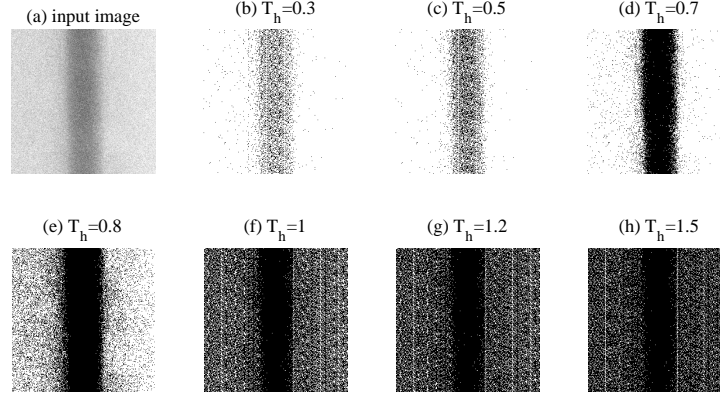 (a) input image
(b) T_h=0.3
(c) T_h=0.5
(d) T_h=0.7
(e) T_h=0.8
(f) T_h=1
(g) T_h=1.2
(h) T_h=1.5